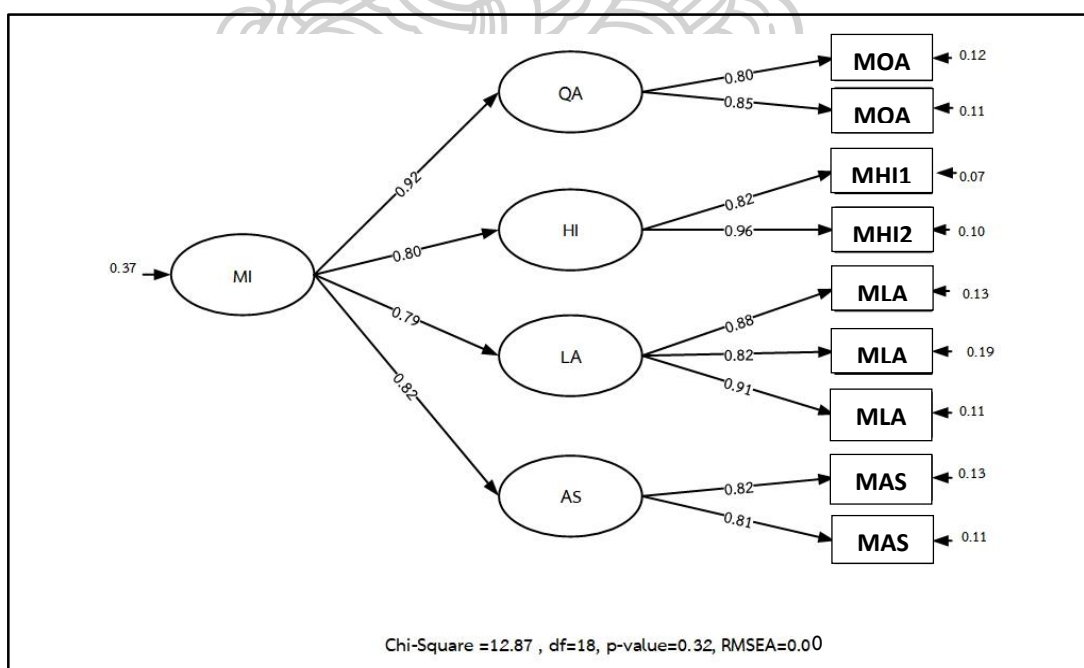 MOA
0.12
0.80
QA
0.85
MOA
0.11
0.92
MHI1
0.07
0.82
HI
0.96
MHI2
0.10
0.80
0.37
MI
MLA
0.13
0.88
0.79
LA
0.82
MLA
0.19
0.91
MLA
0.11
0.82
MAS
0.13
0.82
AS
0.81
MAS
0.11
Chi-Square =12.87 , df=18, p-value=0.32, RMSEA=0.00